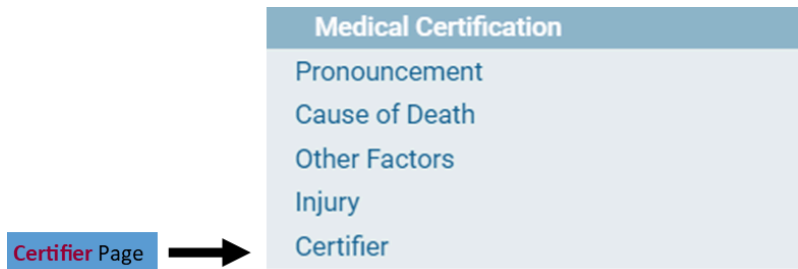 Medical Certification
Pronouncement
Cause of Death
Other Factors
Injury
Certifier
Certifier Page